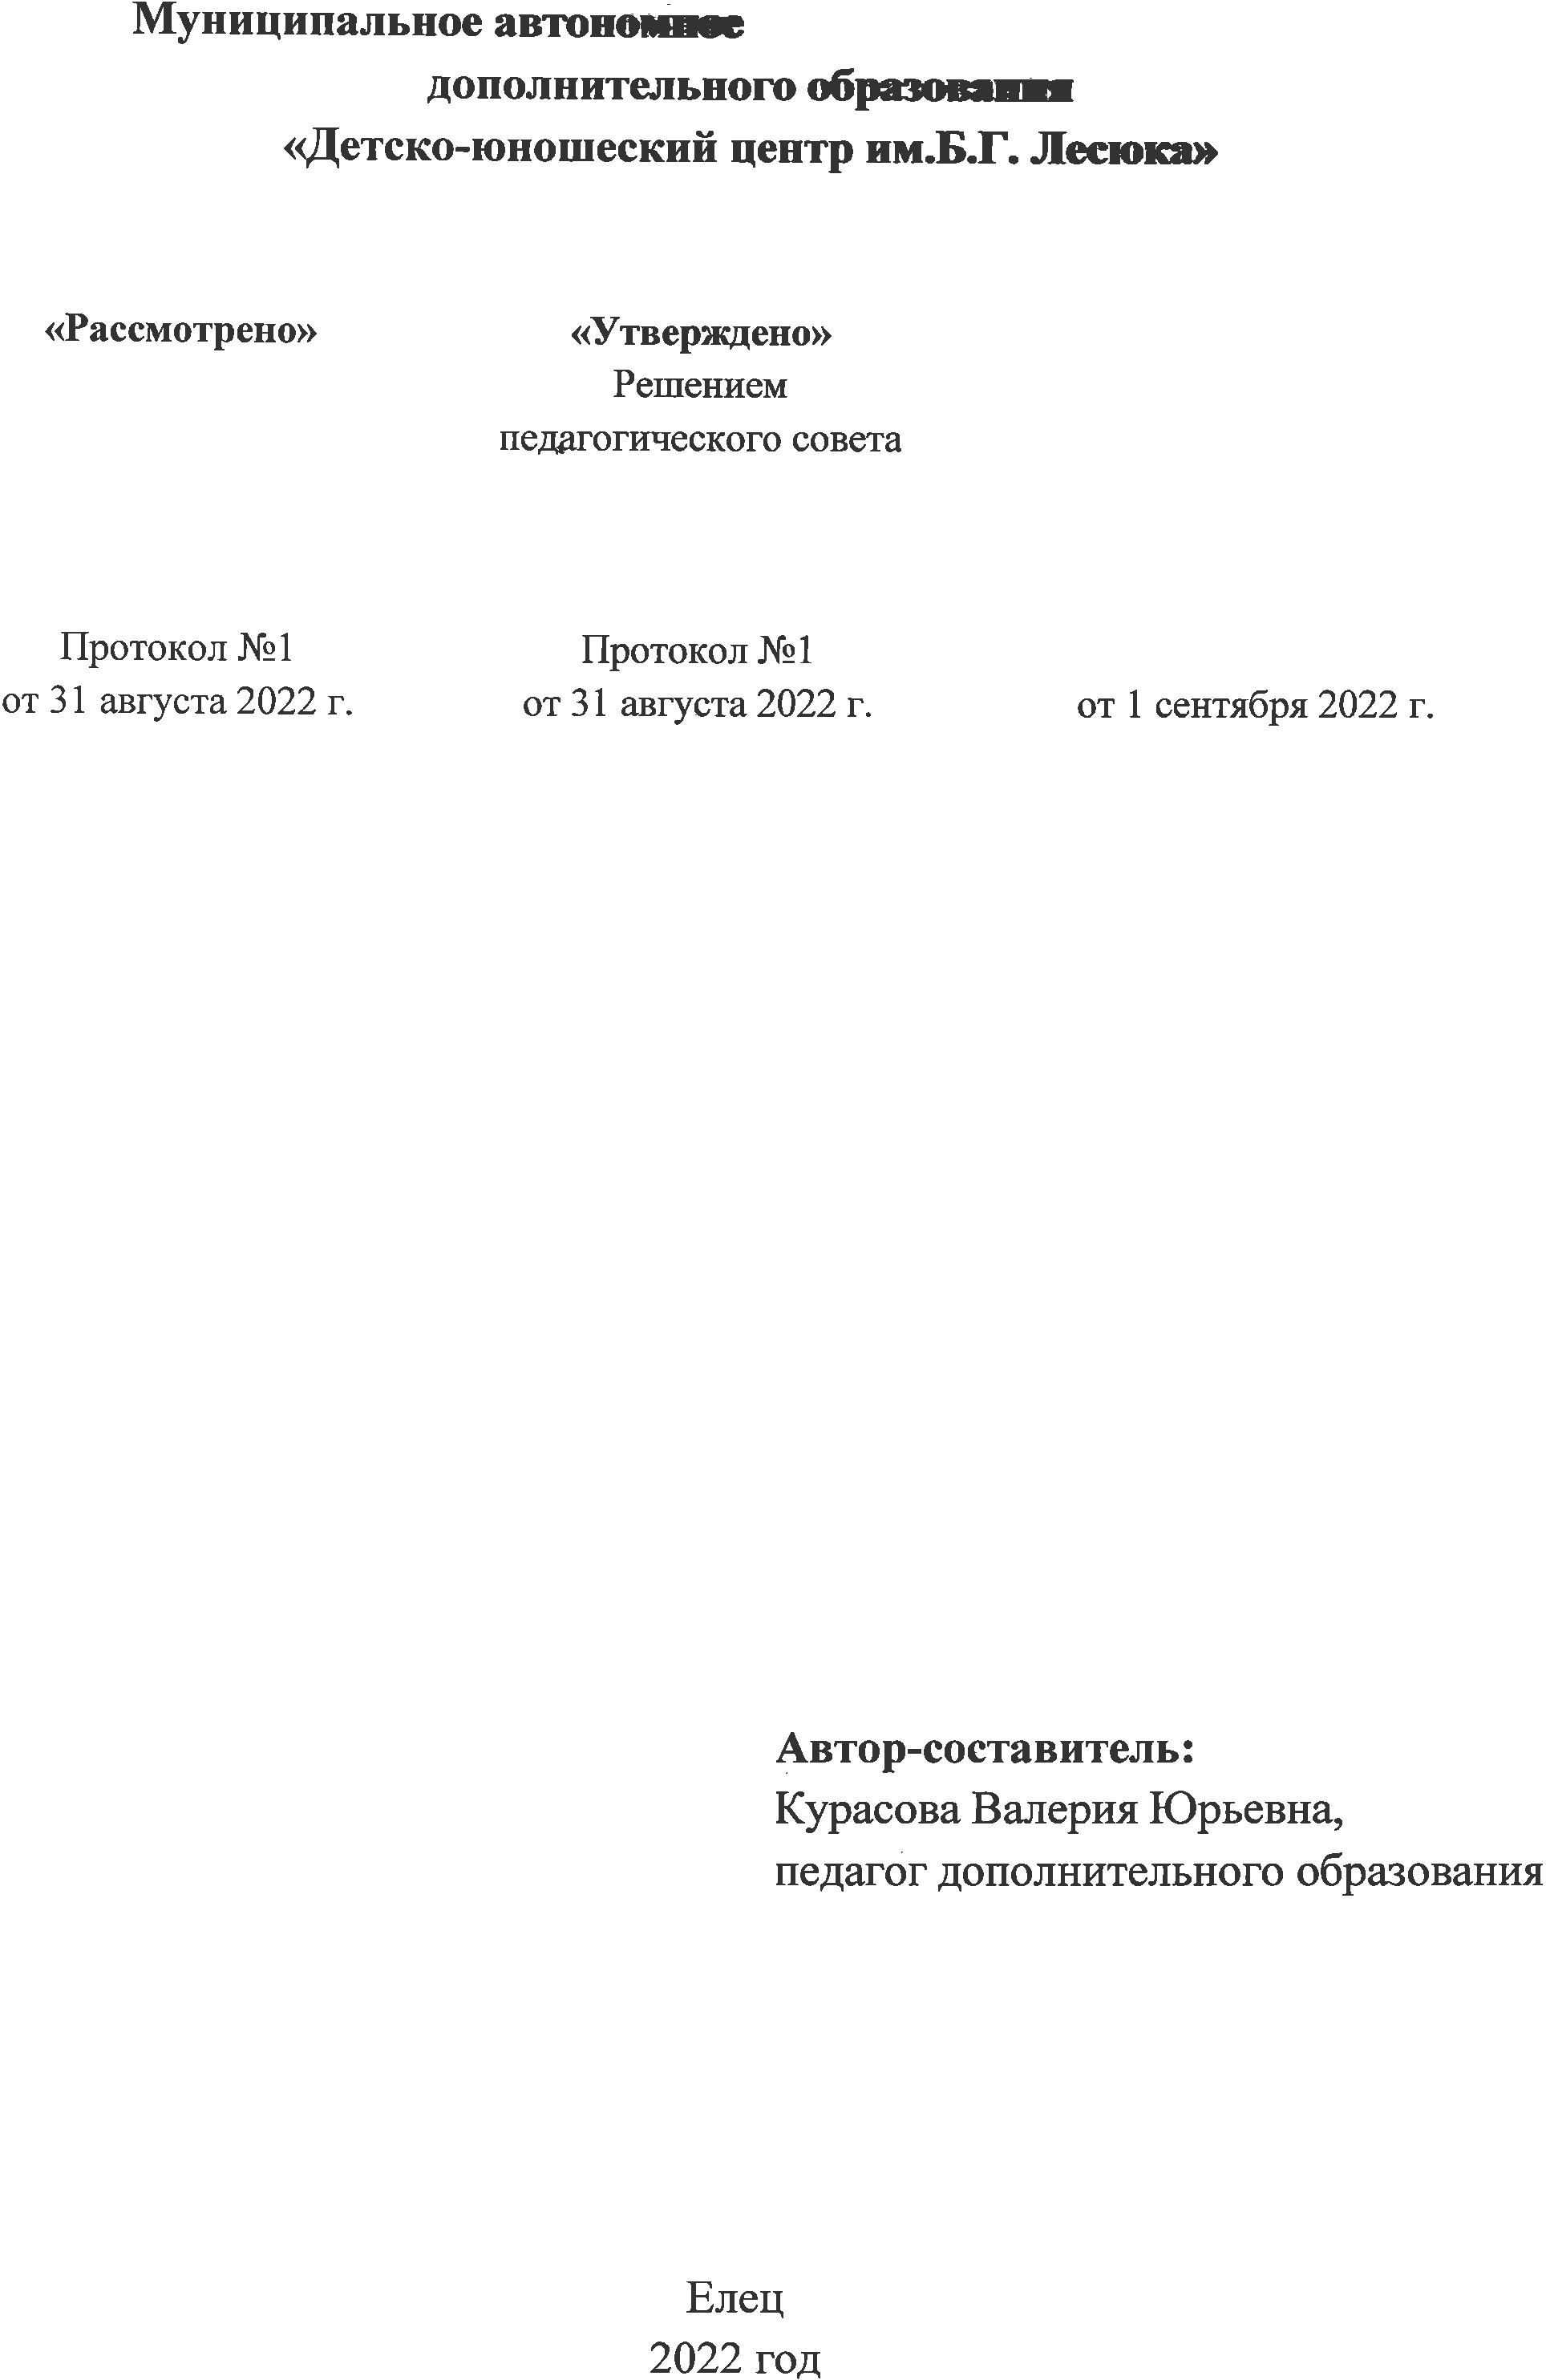 Муниципальное автономное
дополнительного образования
«Детско-юношеский центр им.Б.Г. Лесюка»
«Рассмотрено» «Утверждено»
Решением
педагогического совета
Протокол №1 Протокол №1
от 31 августа 2022 г. от 31 августа 2022 г. от 1 сентября 2022 г.
Автор-составитель:
Курасова Валерия Юрьевна,
педагог дополнительного образования
Елец
2022 год